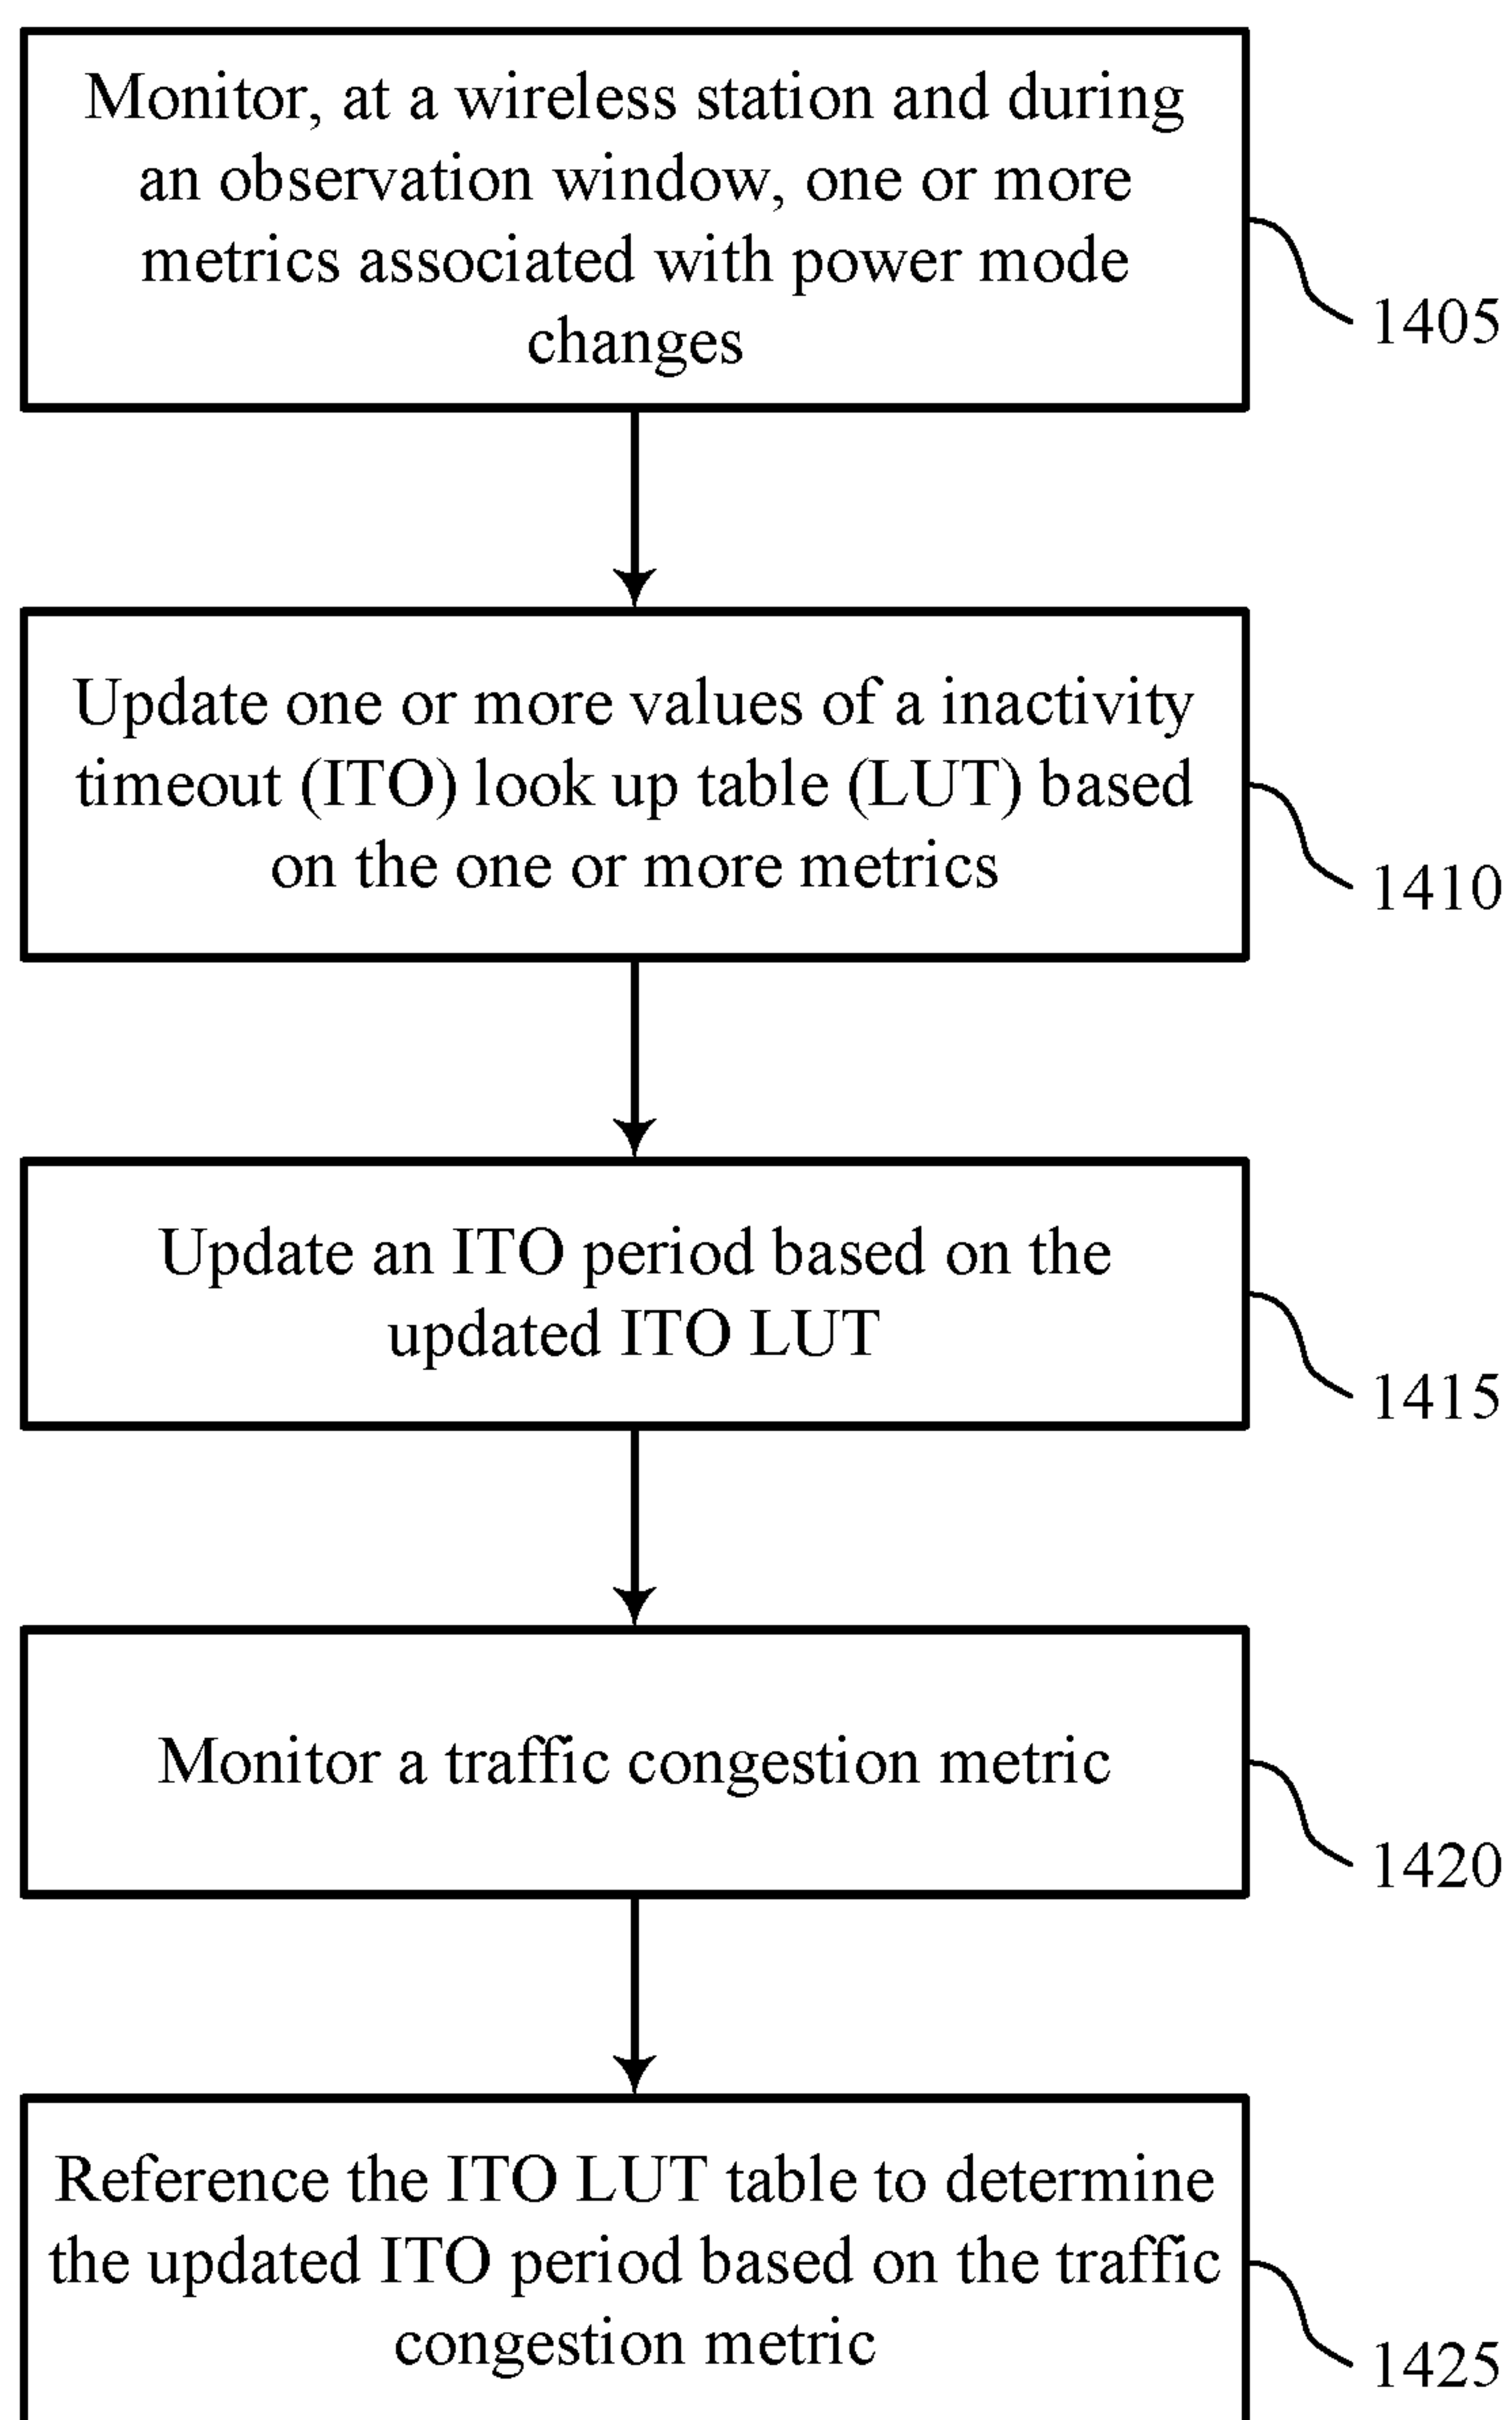 Monitor, at a wireless station and during
an observation window, one or more
metrics associated with power mode
changes
1405
Update one or more values of a inactivity
timeout (ITO) look up table (LUT) based
on the one or more metrics
1410
Update an ITO period based on the
updated ITO LUT
1415
Monitor a traffic congestion metric
1420
Reference the ITO LUT table to determine
the updated ITO period based on the traffic
congestion metric
1425